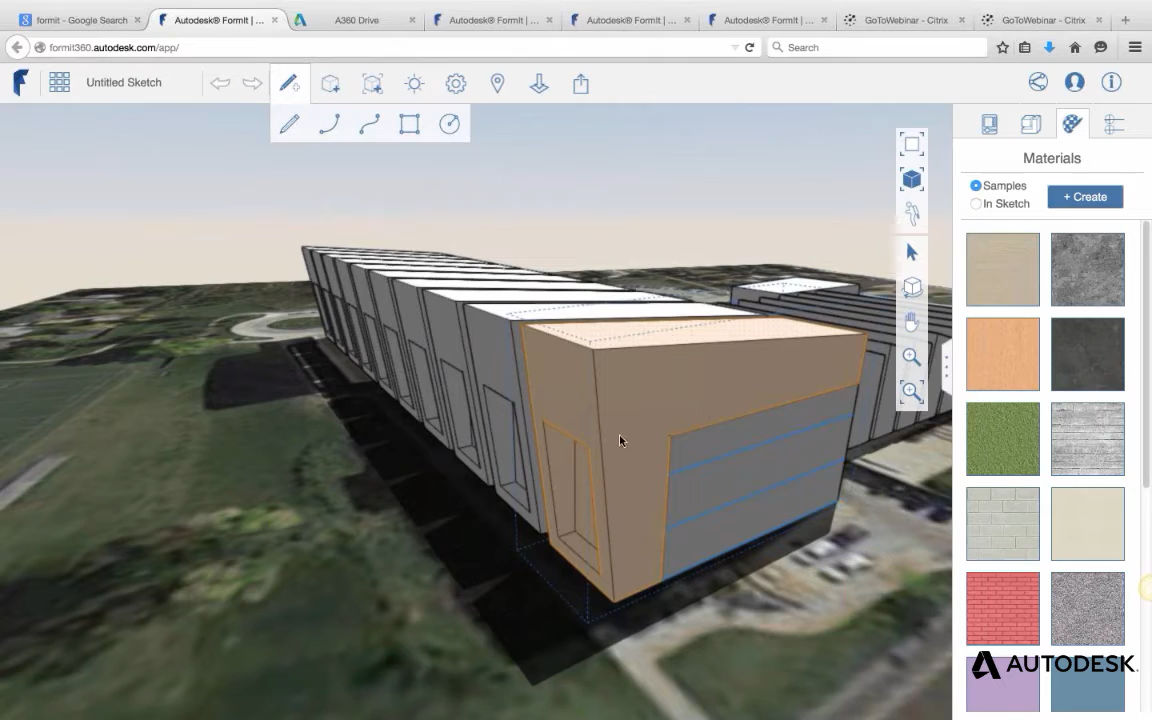 formit - Google Search
Autodesk® FormIt | ...
A360 Drive
Autodesk® FormIt | ...
Autodesk® FormIt | ...
Autodesk® FormIt | ...
GoToWebinar - Citrix
GoToWebinar - Citrix
formit360.autodesk.com/app/
Search
Untitled Sketch
Materials
Samples
In Sketch
+ Create
AUTODESK.